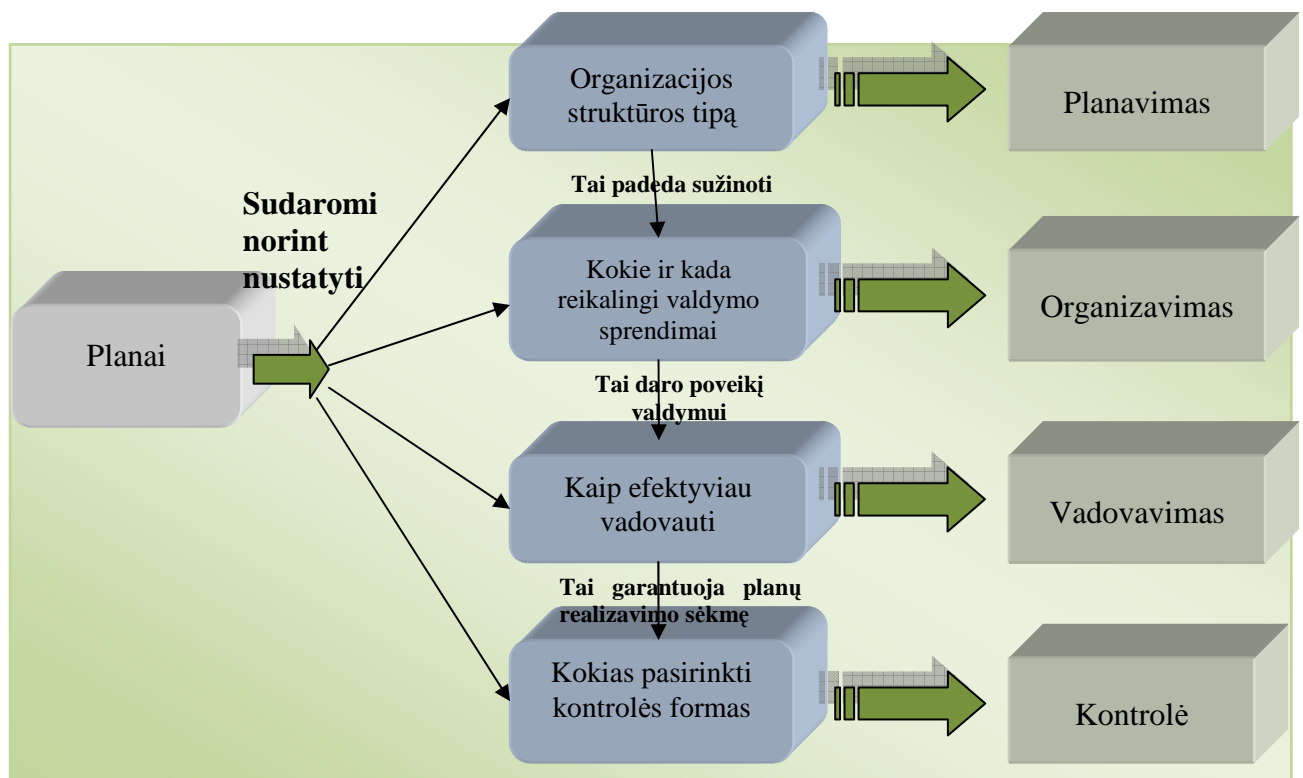 Organizacijos
struktūros tipą
Planavimas
Tai padeda sužinoti
Sudaromi
norint
nustatyti
Kokie ir kada
reikalingi valdymo
sprendimai
Organizavimas
Planai
Tai daro poveikį
valdymui
Kaip efektyviau
vadovauti
Vadovavimas
Tai garantuoja planų
realizavimo sėkmę
Kokias pasirinkti
kontrolės formas
Kontrolė